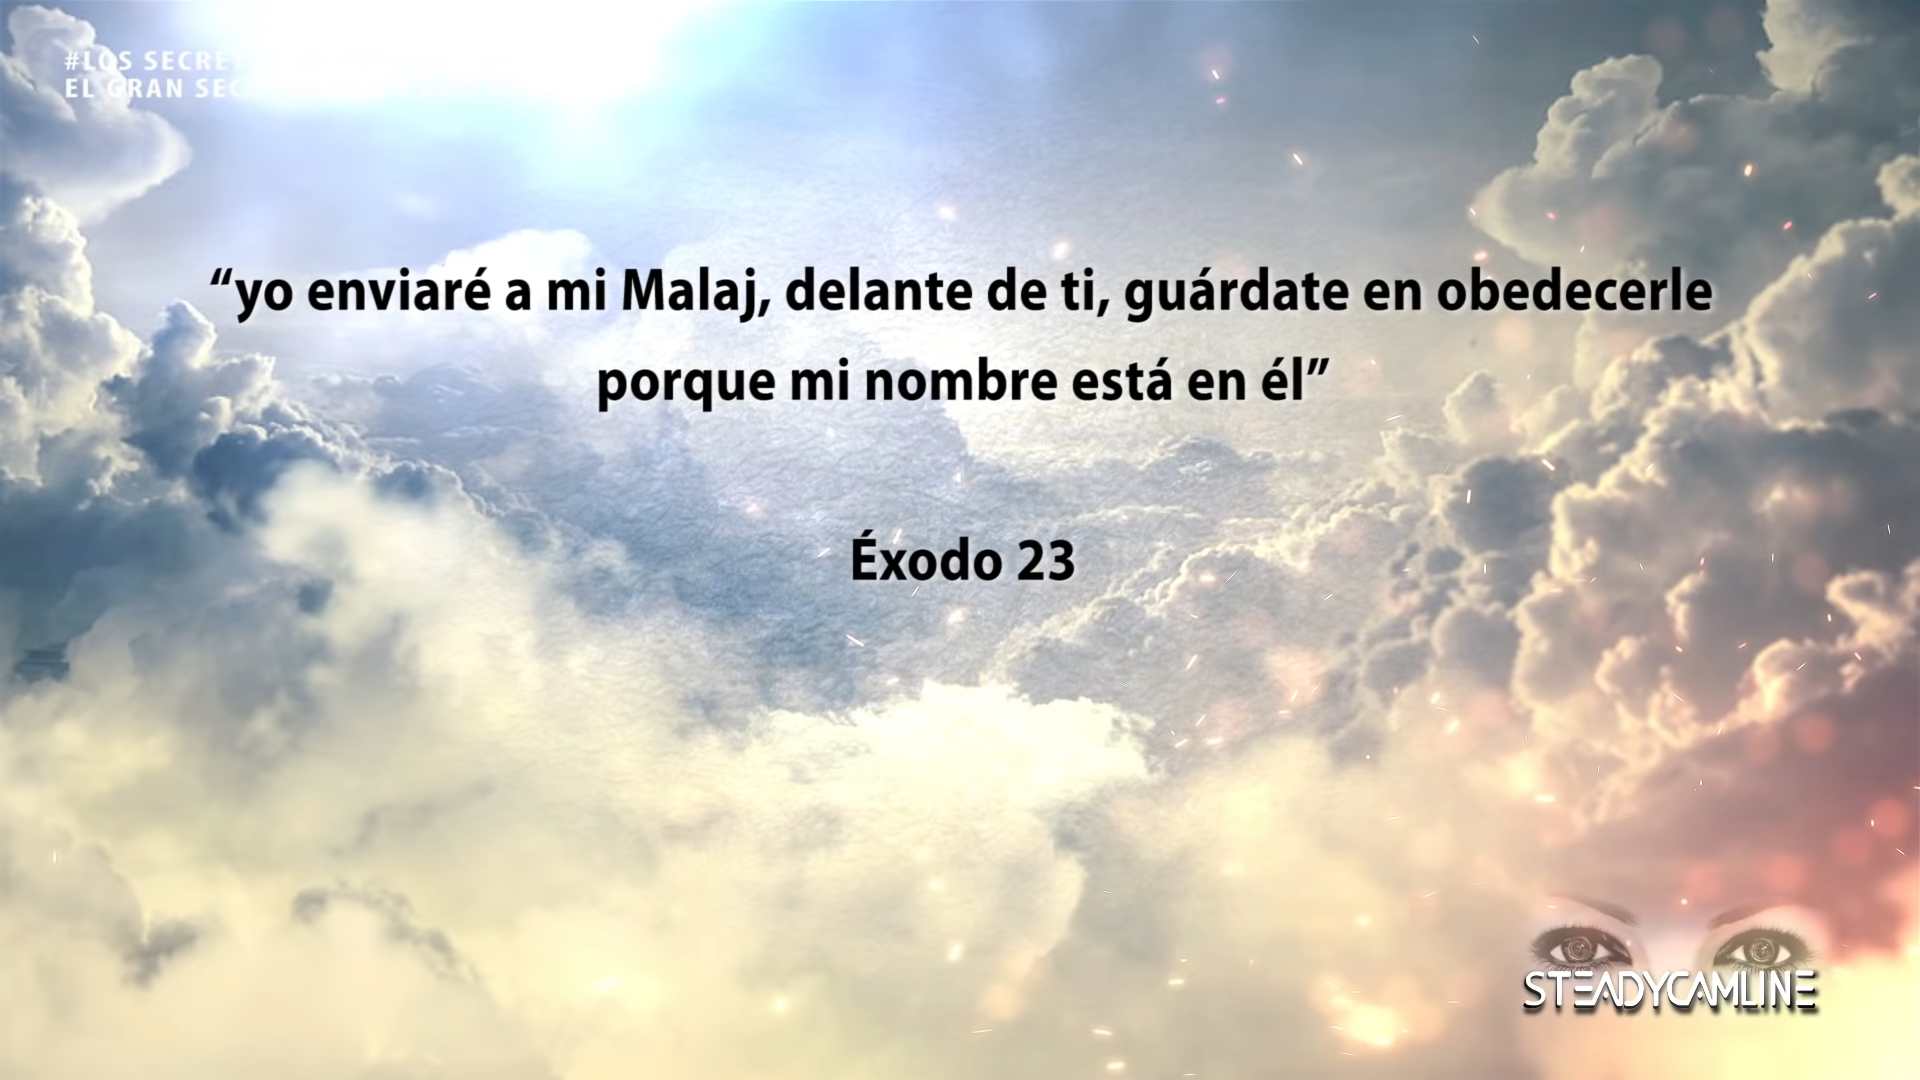 #LOS SECRE
EL GRAN SEC
“yo enviaré a mi Malaj, delante de ti, guárdate en obedecerle
porque mi nombre está en él”
Éxodo 23
STEADYCAMLINE